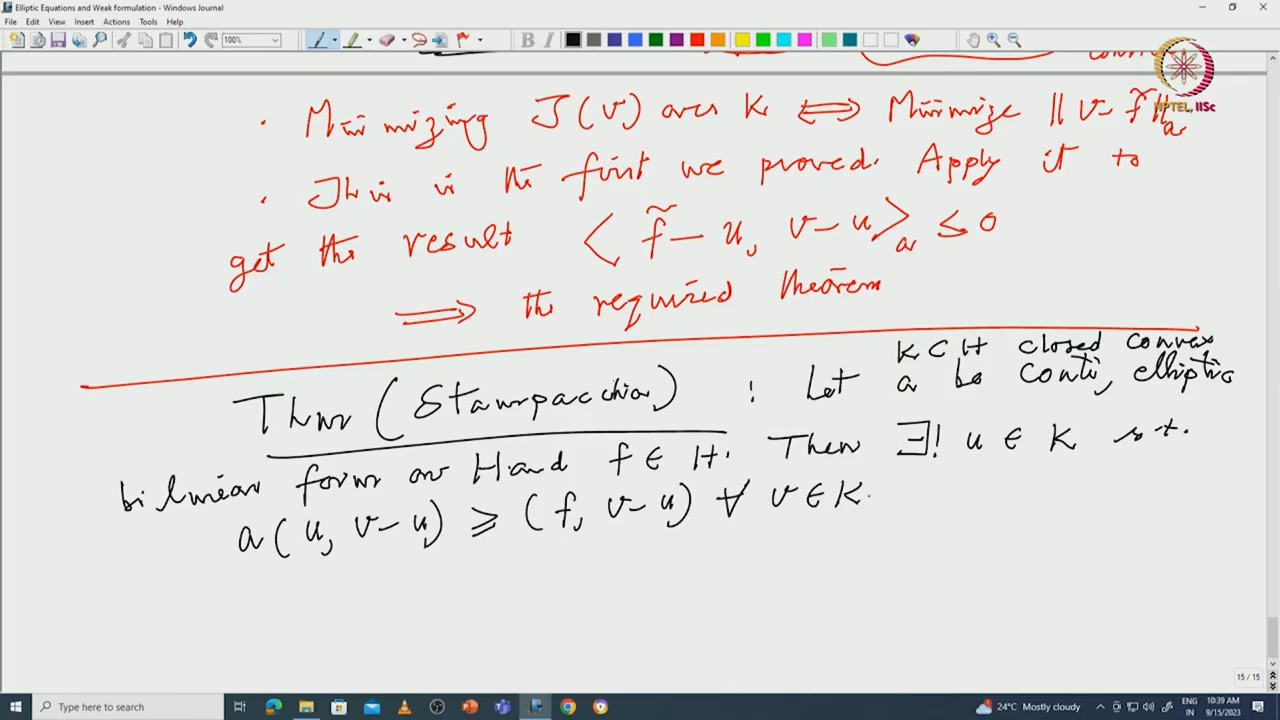 Elliptic Equations and Weak formulation - Windows Journal
File Edit View Insert Actions Tools Help
100%
B I
NPTEL, IISc
· Minimizing J(v) over K ⟺ Minimize ||v - f̃||_a
· This is the first we proved. Apply it to
get the result ⟨f̃ - u, v - u⟩_a ≤ 0
⟹ the required theorem
K ⊂ H closed convex
Thm (Stampacchia) : Let a be conti, elliptic
bilinear form on H and f ∈ H. Then ∃! u ∈ K s.t.
a(u, v - u) ≥ (f, v - u) ∀ v ∈ K.
15 / 15
Type here to search
24°C Mostly cloudy
ENG
IN
10:39 AM
9/15/2023